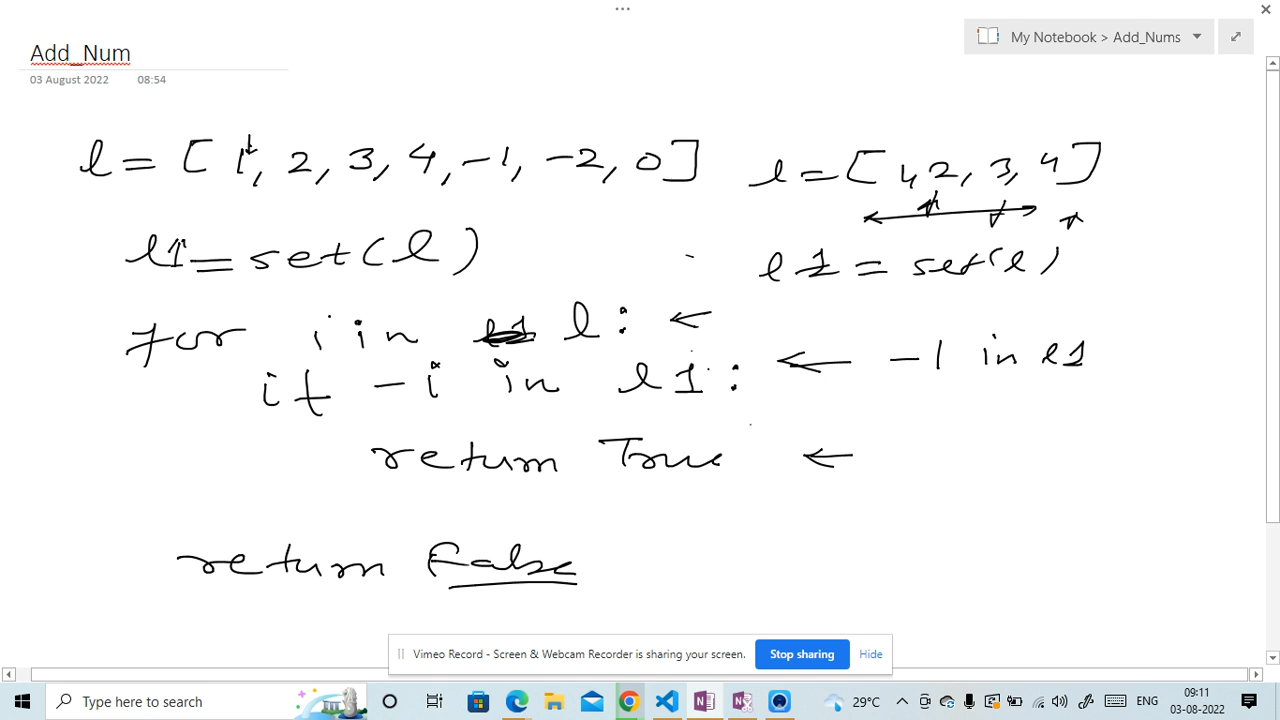 My Notebook > Add_Nums
Add_Num
03 August 2022 08:54
l = [ 1, 2, 3, 4, -1, -2, 0]
l = [ 1, 2, 3, 4 ]
l1 = set(l)
l1 = set(l)
for i in l: ←
if -i in l1: ← -1 in l1
return True ←
return False
Vimeo Record - Screen & Webcam Recorder is sharing your screen. Stop sharing Hide
Type here to search
29°C
ENG
09:11
03-08-2022